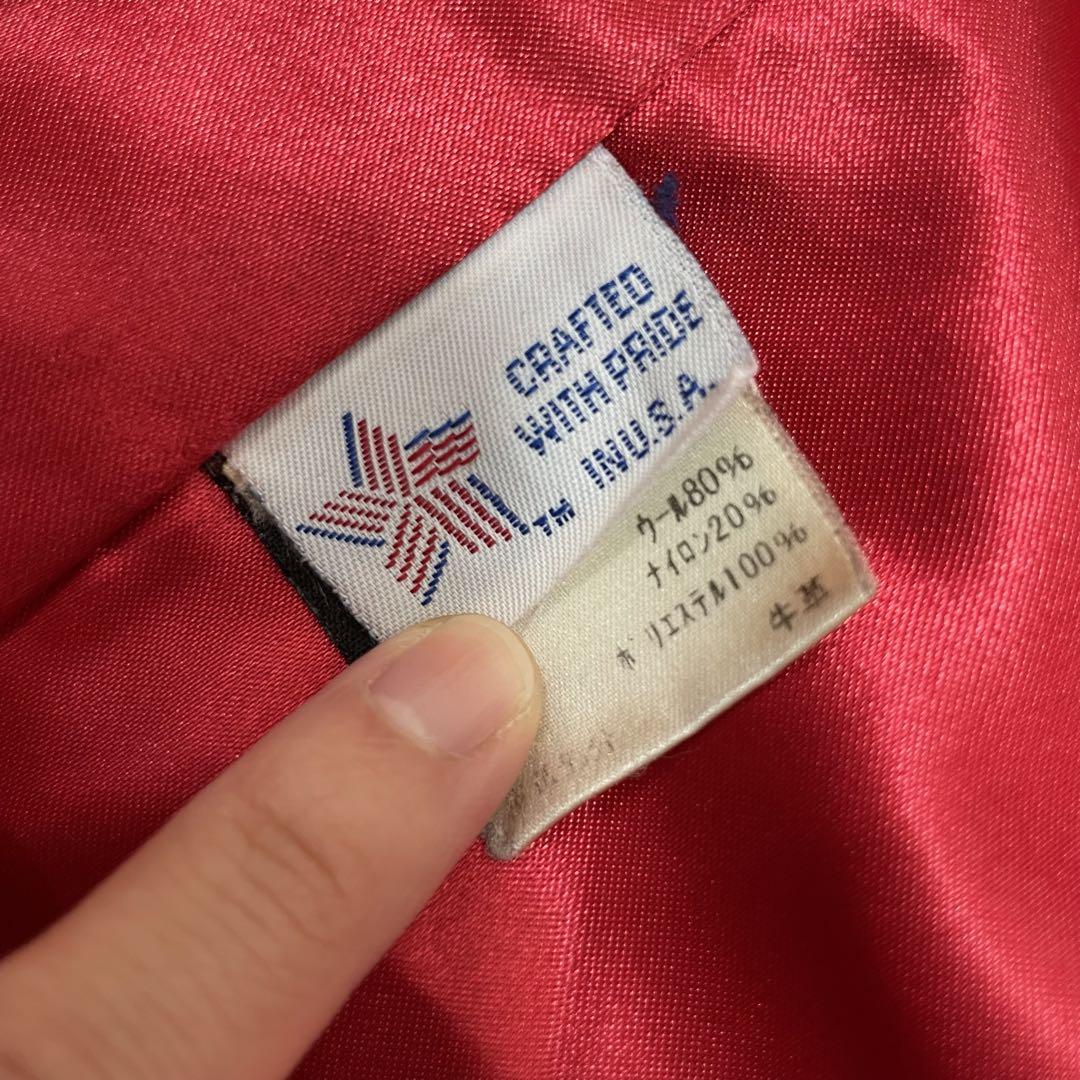 CRAFTED
WITH PRIDE
IN U.S.A.
TM
ウール80%
ナイロン20%
ポリエステル100%
牛革